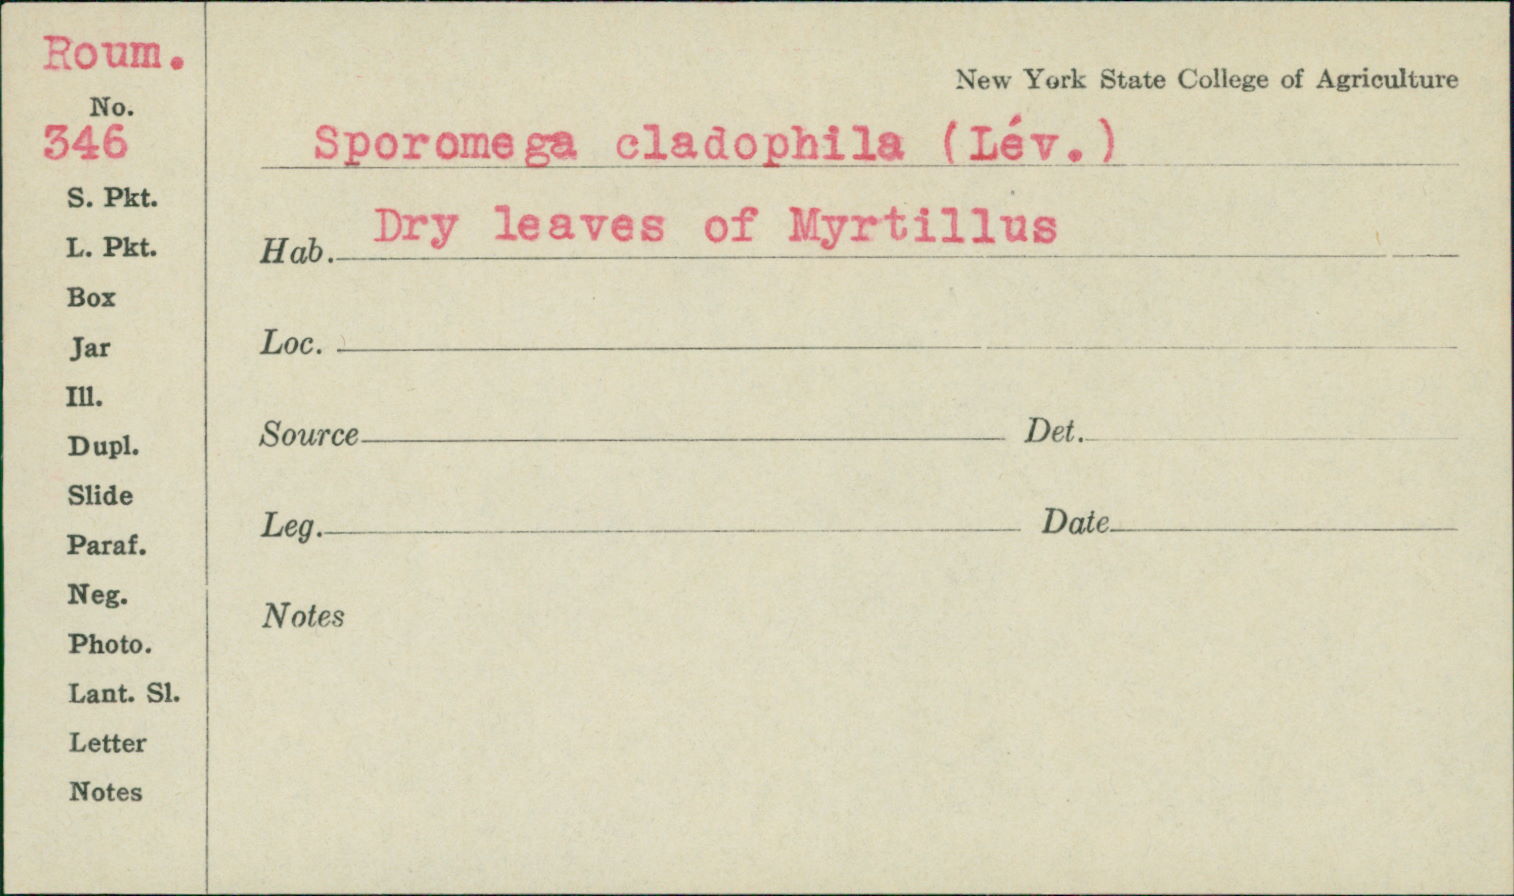 Roum.
No.
346
S. Pkt.
L. Pkt.
Box
Jar
Ill.
Dupl.
Slide
Paraf.
Neg.
Photo.
Lant. Sl.
Letter
Notes
New York State College of Agriculture
Sporomega cladophila (Lév.)
Hab. Dry leaves of Myrtillus
Loc.
Source Det.
Leg. Date
Notes